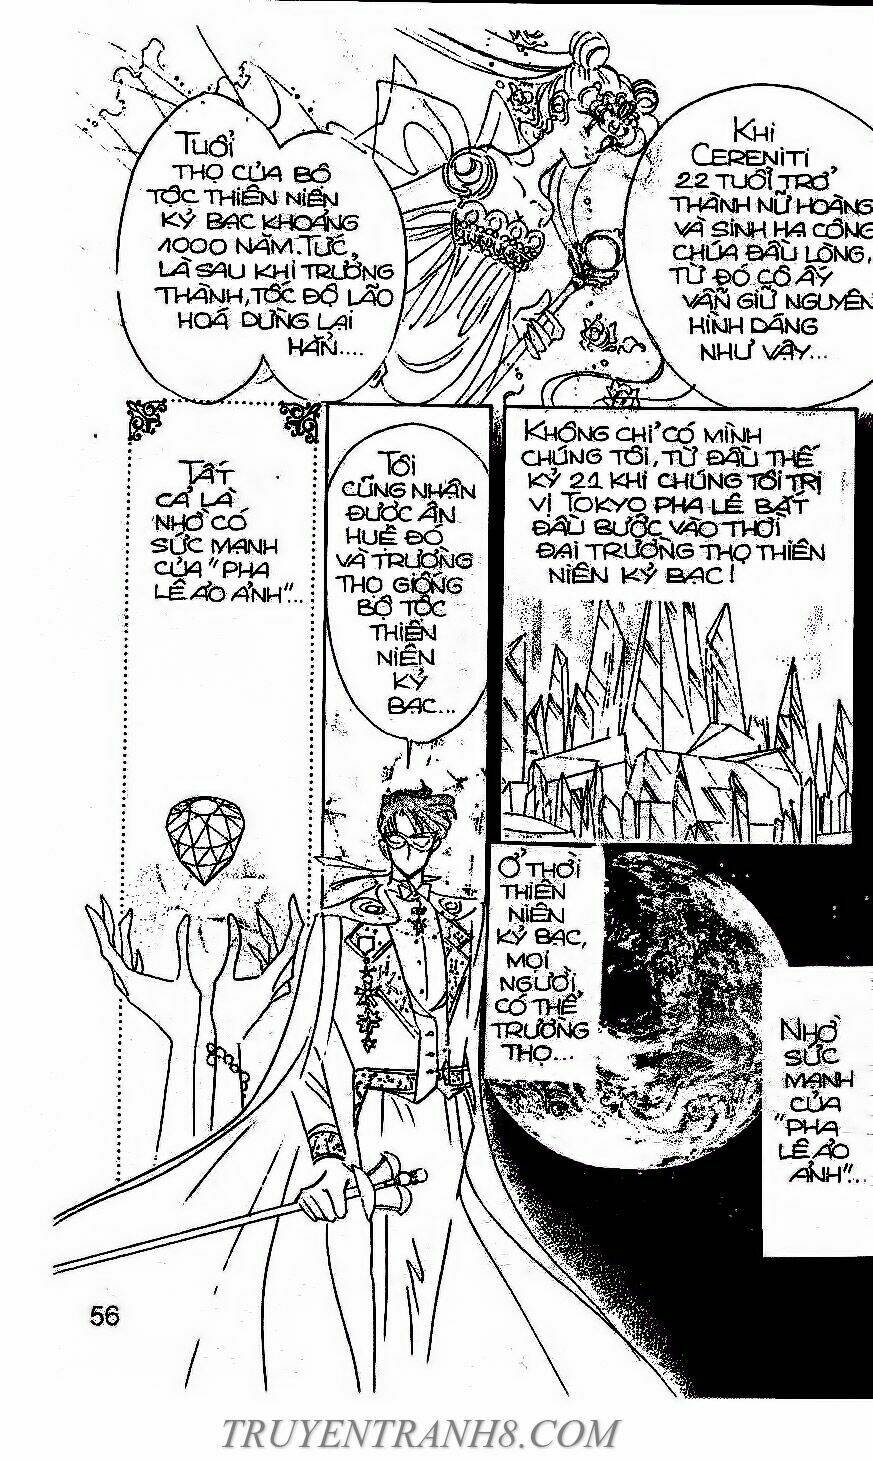 KHI
CERENITI
22 TUỔI TRỞ
THÀNH NỮ HOÀNG
VÀ SINH HẠ CÔNG
CHÚA ĐẦU LÒNG,
TỪ ĐÓ CÔ ẤY
VẪN GIỮ NGUYÊN
HÌNH DÁNG
NHƯ VẬY...
TUỔI
THỌ CỦA BỘ
TỘC THIÊN NIÊN
KỶ BẠC KHOẢNG
1000 NĂM. TỨC
LÀ SAU KHI TRƯỞNG
THÀNH, TỐC ĐỘ LÃO
HOÁ DỪNG LẠI
HẲN....
KHÔNG CHỈ CÓ MÌNH
CHÚNG TÔI, TỪ ĐẦU THẾ
KỶ 21 KHI CHÚNG TÔI TRỊ
VÌ TOKYO PHA LÊ BẮT
ĐẦU BƯỚC VÀO THỜI
ĐẠI TRƯỜNG THỌ THIÊN
NIÊN KỶ BẠC!
TÔI
CŨNG NHẬN
ĐƯỢC ÂN
HUỆ ĐÓ
VÀ TRƯỜNG
THỌ GIỐNG
BỘ TỘC
THIÊN
NIÊN
KỶ
BẠC...
TẤT
CẢ LÀ
NHỜ CÓ
SỨC MẠNH
CỦA "PHA
LÊ ẢO ẢNH"...
Ở THỜI
THIÊN
NIÊN
KỶ BẠC,
MỌI
NGƯỜI
CÓ THỂ
TRƯỜNG
THỌ...
NHỜ
SỨC
MẠNH
CỦA
"PHA
LÊ ẢO
ẢNH"...
56
TRUYENTRANH8.COM